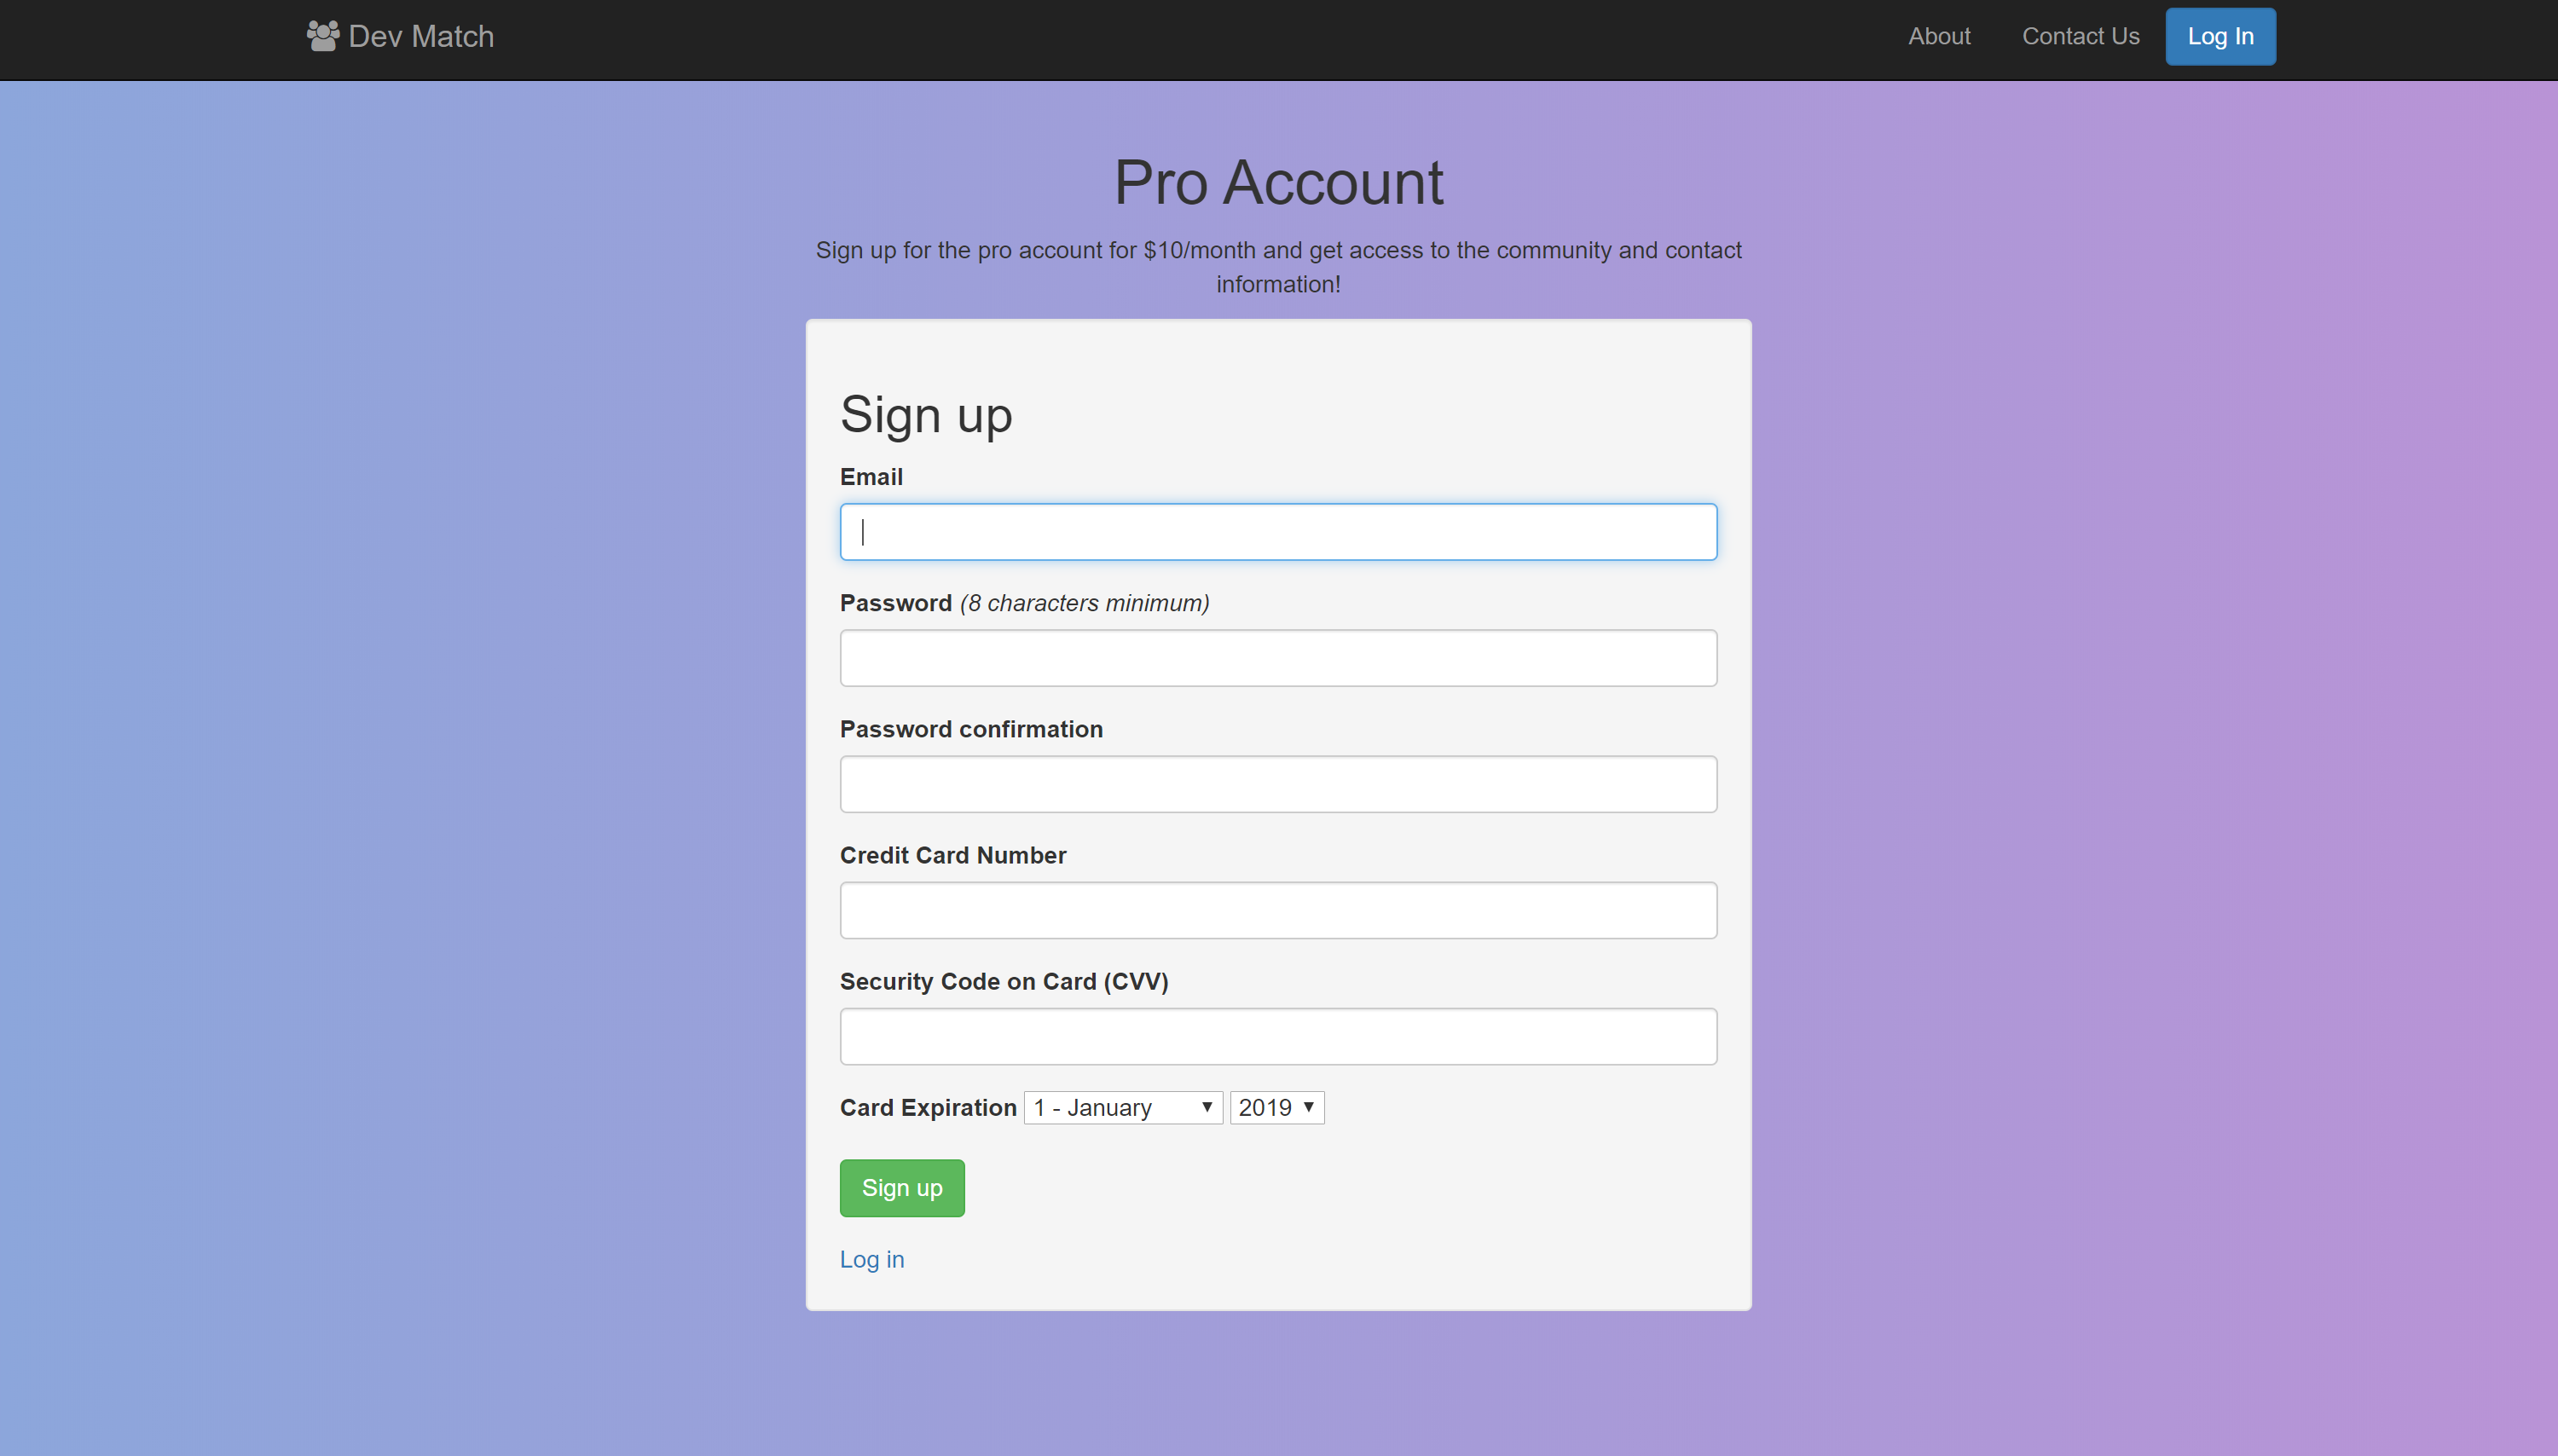 Dev Match
About
Contact Us
Log In
Pro Account
Sign up for the pro account for $10/month and get access to the community and contact
information!
Sign up
Email
Password (8 characters minimum)
Password confirmation
Credit Card Number
Security Code on Card (CVV)
Card Expiration 1 - January 2019
Sign up
Log in